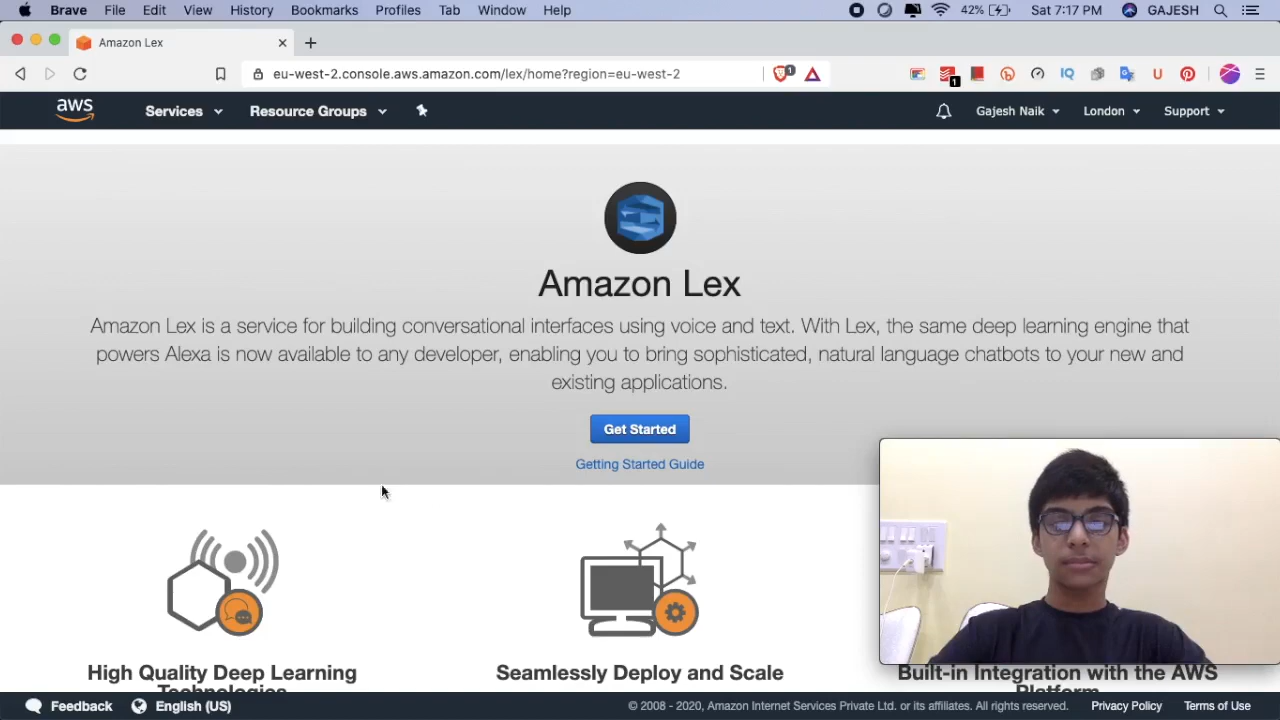 Brave File Edit View History Bookmarks Profiles Tab Window Help 42% Sat 7:17 PM GAJESH
Amazon Lex
eu-west-2.console.aws.amazon.com/lex/home?region=eu-west-2 1 1 IQ
aws Services Resource Groups Gajesh Naik London Support
Amazon Lex
Amazon Lex is a service for building conversational interfaces using voice and text. With Lex, the same deep learning engine that
powers Alexa is now available to any developer, enabling you to bring sophisticated, natural language chatbots to your new and
existing applications.
Get Started
Getting Started Guide
High Quality Deep Learning
Technologies
Seamlessly Deploy and Scale
Built-in Integration with the AWS
Platform
Feedback English (US) © 2008 - 2020, Amazon Internet Services Private Ltd. or its affiliates. All rights reserved. Privacy Policy Terms of Use